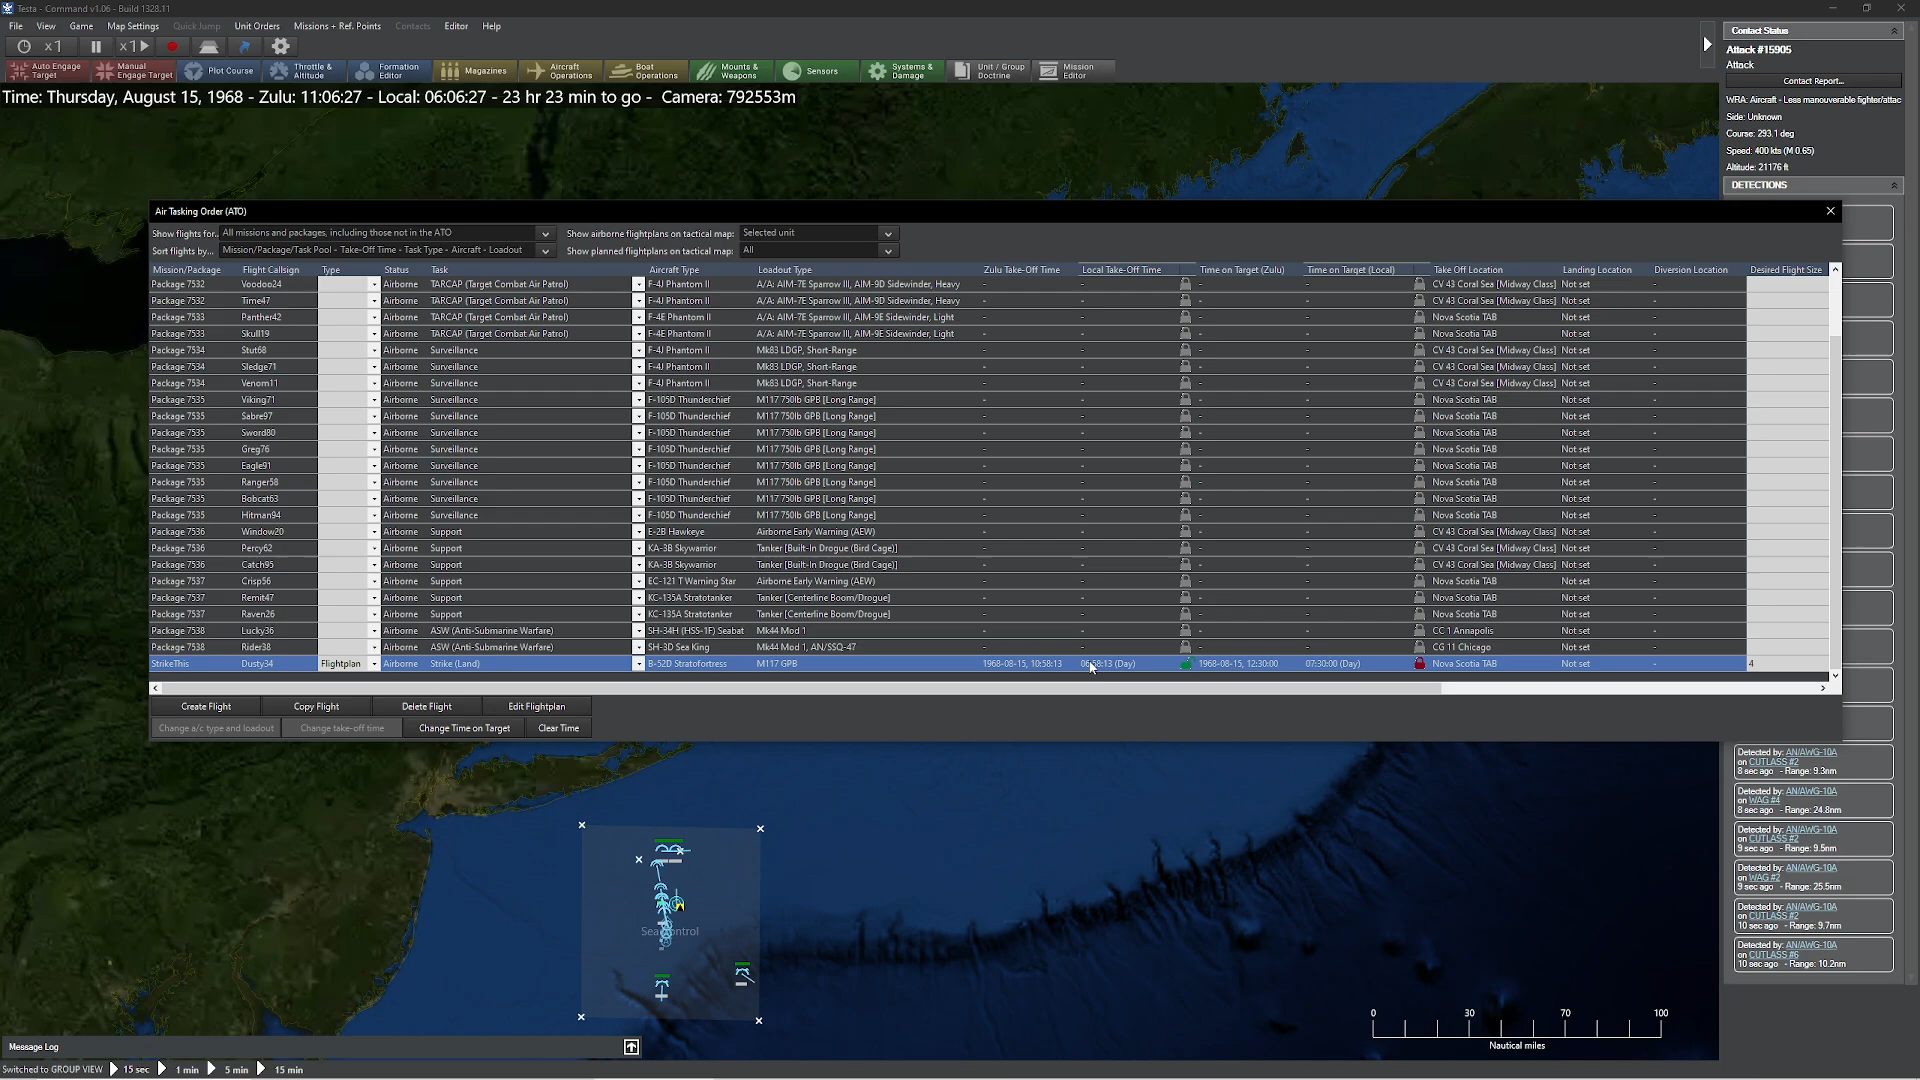 Testa - Command v1.06 - Build 1328.11
File View Game Map Settings Quick Jump Unit Orders Missions + Ref. Points Contacts Editor Help
x1 x1
Auto Engage Target Manual Engage Target Plot Course Throttle & Altitude Formation Editor Magazines Aircraft Operations Boat Operations Mounts & Weapons Sensors Systems & Damage Unit / Group Doctrine Mission Editor
Time: Thursday, August 15, 1968 - Zulu: 11:06:27 - Local: 06:06:27 - 23 hr 23 min to go - Camera: 792553m
Contact Status
Attack #15905
Attack
Contact Report...
WRA: Aircraft - Less manouverable fighter/attac
Side: Unknown
Course: 293.1 deg
Speed: 400 kts (M 0.65)
Altitude: 21176 ft
DETECTIONS
Air Tasking Order (ATO)
Show flights for.. All missions and packages, including those not in the ATO Show airborne flightplans on tactical map: Selected unit
Sort flights by... Mission/Package/Task Pool - Take-Off Time - Task Type - Aircraft - Loadout Show planned flightplans on tactical map: All
Mission/Package Flight Callsign Type Status Task Aircraft Type Loadout Type Zulu Take-Off Time Local Take-Off Time Time on Target (Zulu) Time on Target (Local) Take Off Location Landing Location Diversion Location Desired Flight Size
Package 7532 Voodoo24 Airborne TARCAP (Target Combat Air Patrol) F-4J Phantom II A/A: AIM-7E Sparrow III, AIM-9D Sidewinder, Heavy - - - - CV 43 Coral Sea [Midway Class] Not set -
Package 7532 Time47 Airborne TARCAP (Target Combat Air Patrol) F-4J Phantom II A/A: AIM-7E Sparrow III, AIM-9D Sidewinder, Heavy - - - - CV 43 Coral Sea [Midway Class] Not set -
Package 7533 Panther42 Airborne TARCAP (Target Combat Air Patrol) F-4E Phantom II A/A: AIM-7E Sparrow III, AIM-9E Sidewinder, Light - - - - Nova Scotia TAB Not set -
Package 7533 Skull19 Airborne TARCAP (Target Combat Air Patrol) F-4E Phantom II A/A: AIM-7E Sparrow III, AIM-9E Sidewinder, Light - - - - Nova Scotia TAB Not set -
Package 7534 Stut68 Airborne Surveillance F-4J Phantom II Mk83 LDGP, Short-Range - - - - CV 43 Coral Sea [Midway Class] Not set -
Package 7534 Sledge71 Airborne Surveillance F-4J Phantom II Mk83 LDGP, Short-Range - - - - CV 43 Coral Sea [Midway Class] Not set -
Package 7534 Venom11 Airborne Surveillance F-4J Phantom II Mk83 LDGP, Short-Range - - - - CV 43 Coral Sea [Midway Class] Not set -
Package 7535 Viking71 Airborne Surveillance F-105D Thunderchief M117 750lb GPB [Long Range] - - - - Nova Scotia TAB Not set -
Package 7535 Sabre97 Airborne Surveillance F-105D Thunderchief M117 750lb GPB [Long Range] - - - - Nova Scotia TAB Not set -
Package 7535 Sword80 Airborne Surveillance F-105D Thunderchief M117 750lb GPB [Long Range] - - - - Nova Scotia TAB Not set -
Package 7535 Greg76 Airborne Surveillance F-105D Thunderchief M117 750lb GPB [Long Range] - - - - Nova Scotia TAB Not set -
Package 7535 Eagle91 Airborne Surveillance F-105D Thunderchief M117 750lb GPB [Long Range] - - - - Nova Scotia TAB Not set -
Package 7535 Ranger58 Airborne Surveillance F-105D Thunderchief M117 750lb GPB [Long Range] - - - - Nova Scotia TAB Not set -
Package 7535 Bobcat63 Airborne Surveillance F-105D Thunderchief M117 750lb GPB [Long Range] - - - - Nova Scotia TAB Not set -
Package 7535 Hitman94 Airborne Surveillance F-105D Thunderchief M117 750lb GPB [Long Range] - - - - Nova Scotia TAB Not set -
Package 7536 Window20 Airborne Support E-2B Hawkeye Airborne Early Warning (AEW) - - - - CV 43 Coral Sea [Midway Class] Not set -
Package 7536 Percy62 Airborne Support KA-3B Skywarrior Tanker [Built-In Drogue (Bird Cage)] - - - - CV 43 Coral Sea [Midway Class] Not set -
Package 7536 Catch95 Airborne Support KA-3B Skywarrior Tanker [Built-In Drogue (Bird Cage)] - - - - CV 43 Coral Sea [Midway Class] Not set -
Package 7537 Crisp56 Airborne Support EC-121 T Warning Star Airborne Early Warning (AEW) - - - - Nova Scotia TAB Not set -
Package 7537 Remit47 Airborne Support KC-135A Stratotanker Tanker [Centerline Boom/Drogue] - - - - Nova Scotia TAB Not set -
Package 7537 Raven26 Airborne Support KC-135A Stratotanker Tanker [Centerline Boom/Drogue] - - - - Nova Scotia TAB Not set -
Package 7538 Lucky36 Airborne ASW (Anti-Submarine Warfare) SH-34H (HSS-1F) Seabat Mk44 Mod 1 - - - - CC 1 Annapolis Not set -
Package 7538 Rider38 Airborne ASW (Anti-Submarine Warfare) SH-3D Sea King Mk44 Mod 1, AN/SSQ-47 - - - - CG 11 Chicago Not set -
StrikeThis Dusty34 Flightplan Airborne Strike (Land) B-52D Stratofortress M117 GPB 1968-08-15, 10:58:13 06:58:13 (Day) 1968-08-15, 12:30:00 07:30:00 (Day) Nova Scotia TAB Not set - 4
Create Flight Copy Flight Delete Flight Edit Flightplan
Change a/c type and loadout Change take-off time Change Time on Target Clear Time
Detected by: AN/AWG-10A
on CUTLASS #2
8 sec ago - Range: 9.3nm
Detected by: AN/AWG-10A
on WAG #4
8 sec ago - Range: 24.8nm
Detected by: AN/AWG-10A
on CUTLASS #2
9 sec ago - Range: 9.5nm
Detected by: AN/AWG-10A
on WAG #2
9 sec ago - Range: 25.5nm
Detected by: AN/AWG-10A
on CUTLASS #2
10 sec ago - Range: 9.7nm
Detected by: AN/AWG-10A
on CUTLASS #6
10 sec ago - Range: 10.2nm
Sea Control
0 30 70 100
Nautical miles
Message Log
Switched to GROUP VIEW 15 sec 1 min 5 min 15 min